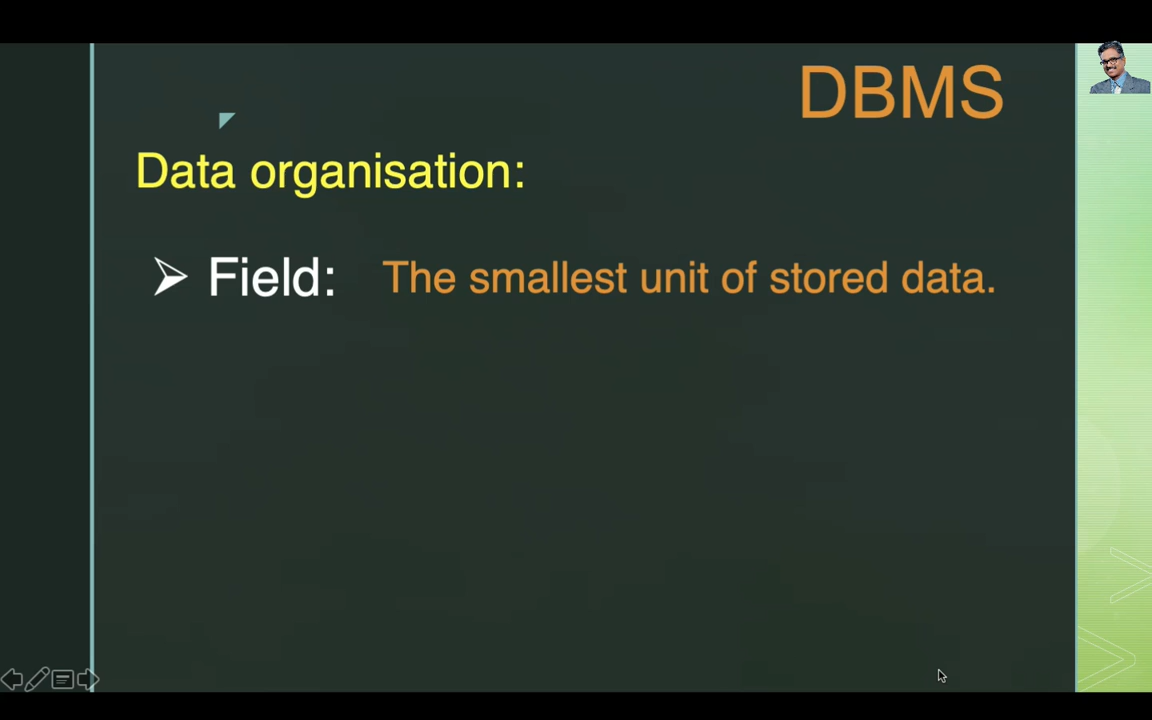 DBMS
Data organisation:
➢ Field: The smallest unit of stored data.